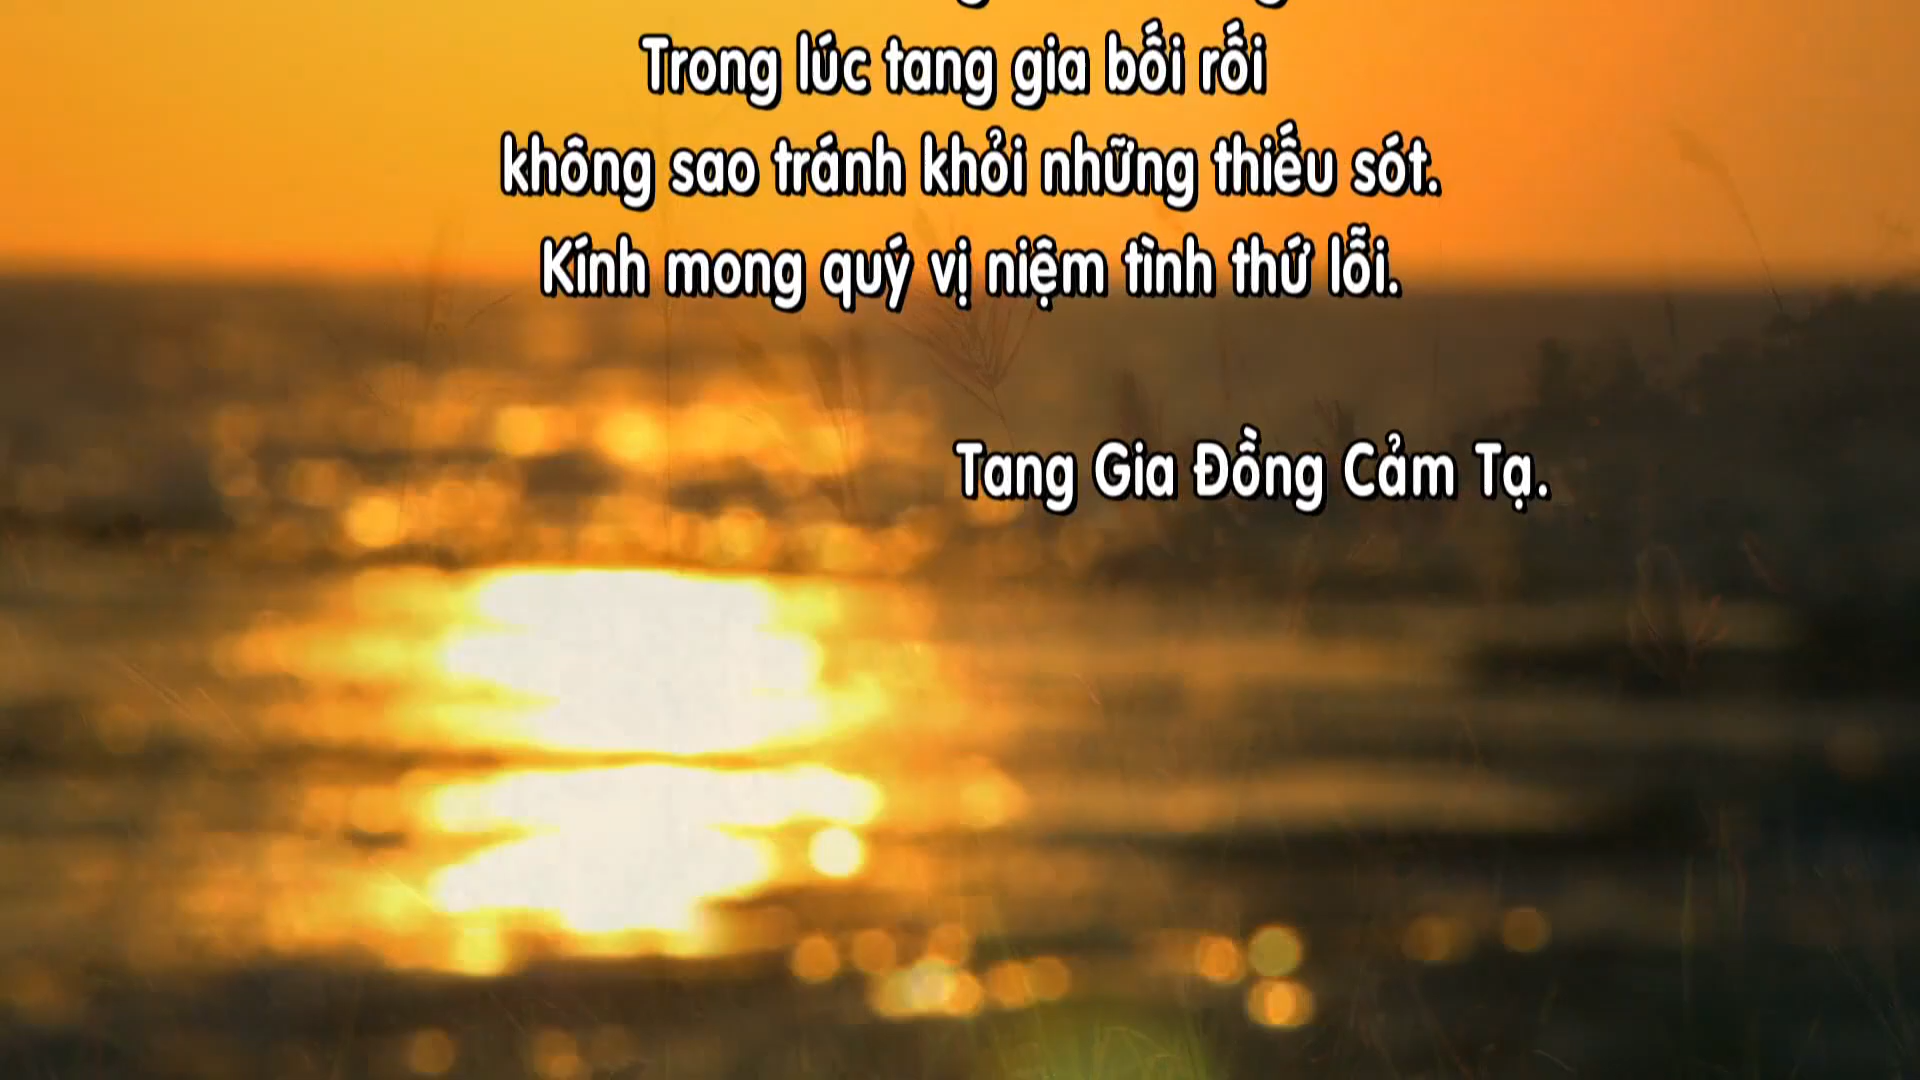 Trong lúc tang gia bối rối
không sao tránh khỏi những thiếu sót.
Kính mong quý vị niệm tình thứ lỗi.
Tang Gia Đồng Cảm Tạ.